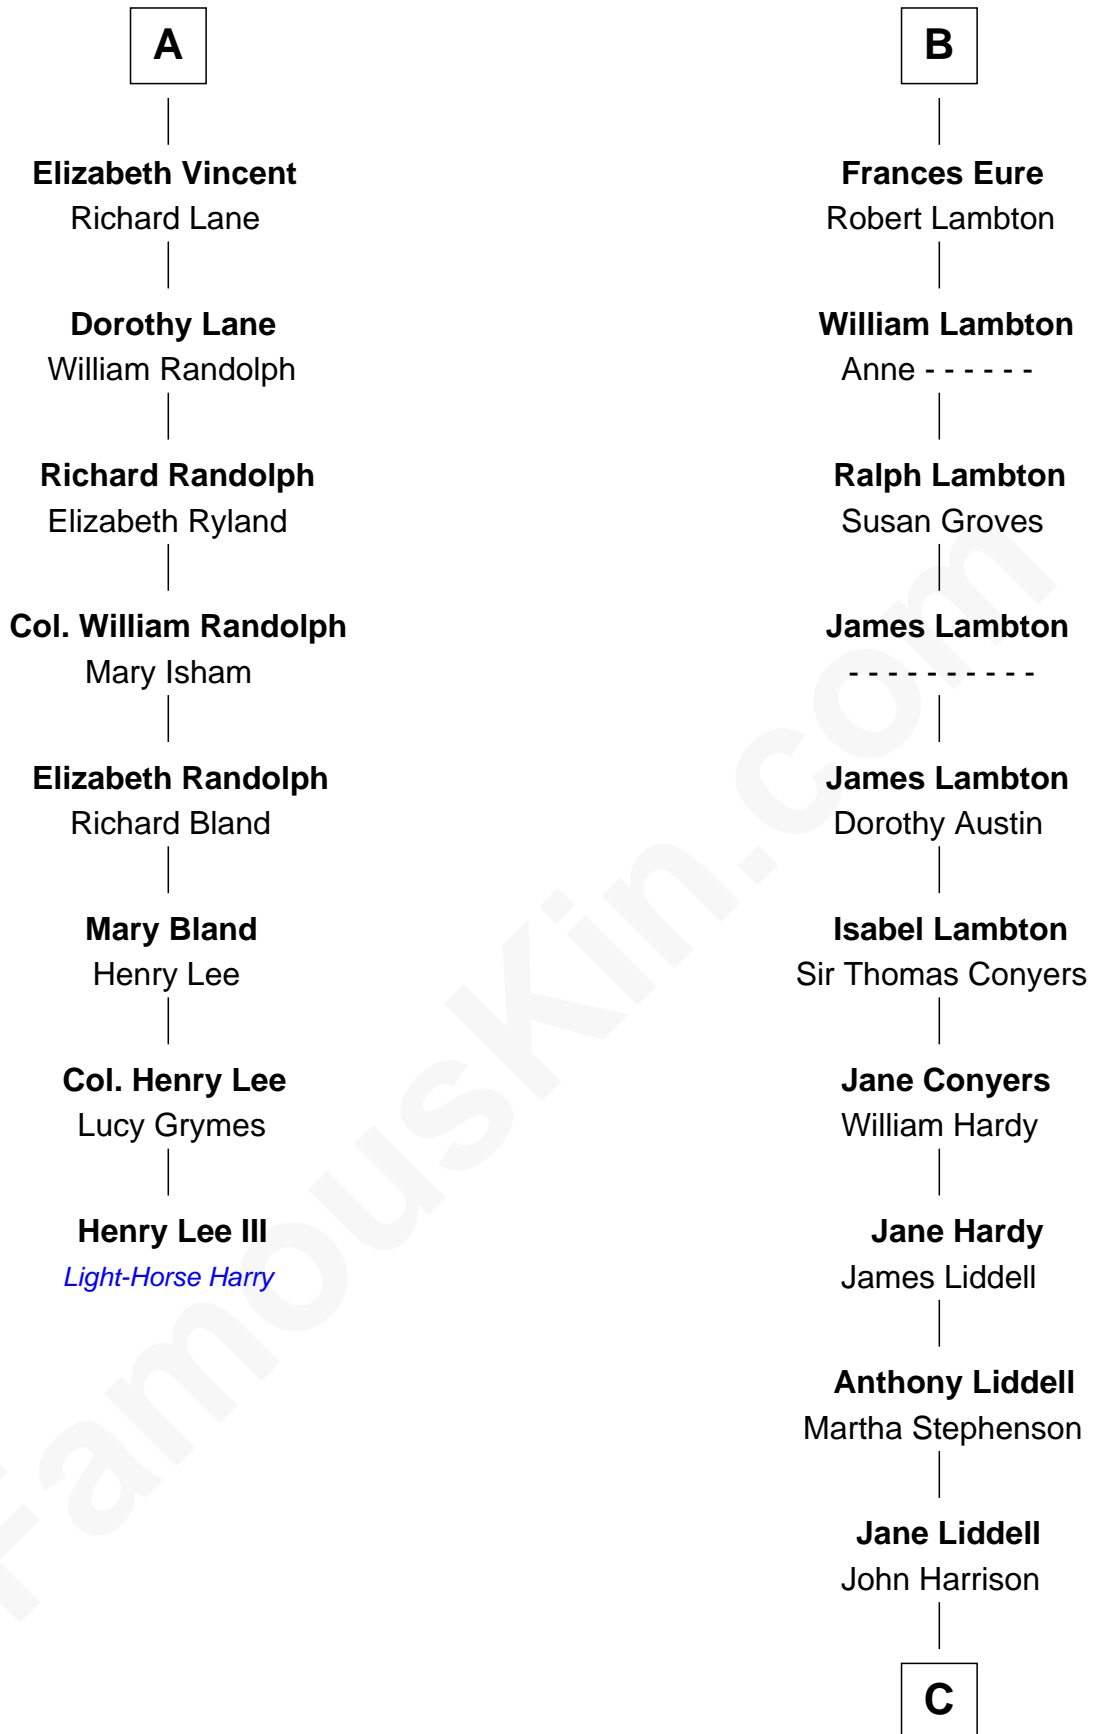 A
Elizabeth Vincent
Richard Lane
Dorothy Lane
William Randolph
Richard Randolph
Elizabeth Ryland
Col. William Randolph
Mary Isham
Elizabeth Randolph
Richard Bland
Mary Bland
Henry Lee
Col. Henry Lee
Lucy Grymes
Henry Lee III
Light-Horse Harry
B
Frances Eure
Robert Lambton
William Lambton
Anne - - - - - -
Ralph Lambton
Susan Groves
James Lambton
- - - - - - - - - -
James Lambton
Dorothy Austin
Isabel Lambton
Sir Thomas Conyers
Jane Conyers
William Hardy
Jane Hardy
James Liddell
Anthony Liddell
Martha Stephenson
Jane Liddell
John Harrison
C
FamousKin.com